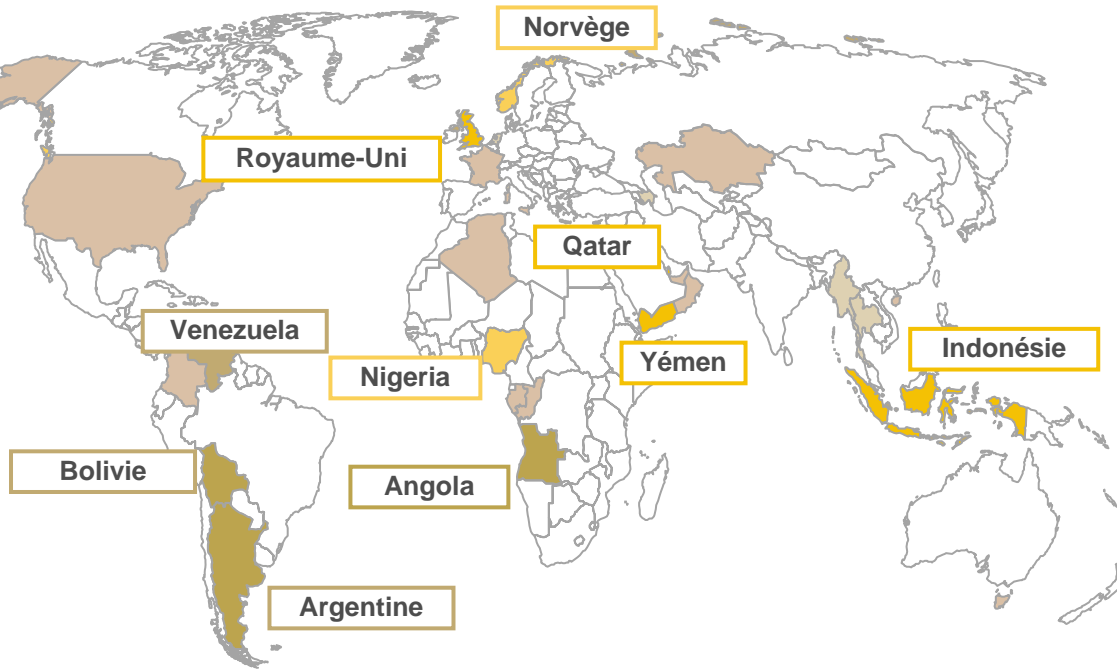 Norvège
Royaume-Uni
Qatar
Venezuela
Yémen
Indonésie
Nigeria
Bolivie
Angola
Argentine